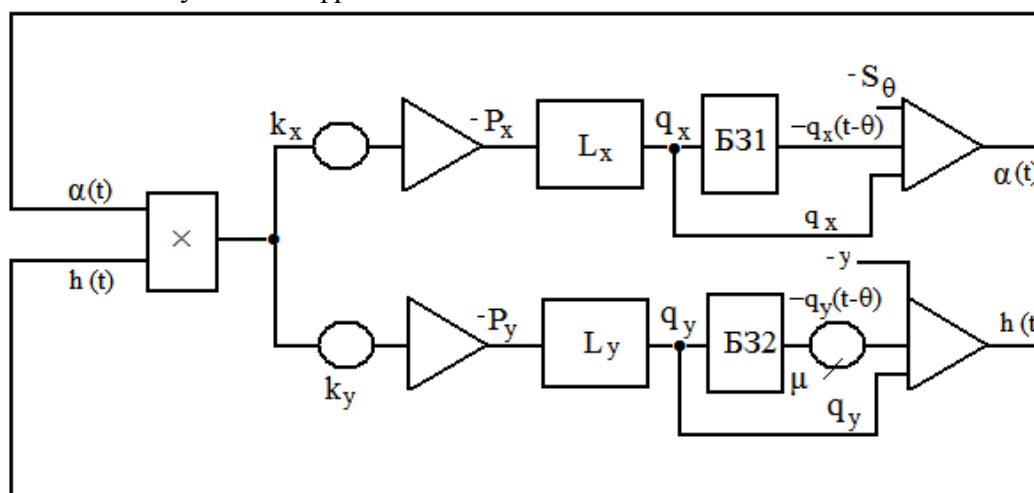 -S_θ
k_x
-P_x
L_x
q_x
БЗ1
-q_x(t-θ)
α(t)
α(t)
×
q_x
h(t)
-y
-P_y
L_y
q_y
БЗ2
-q_y(t-θ)
h(t
k_y
μ
q_y